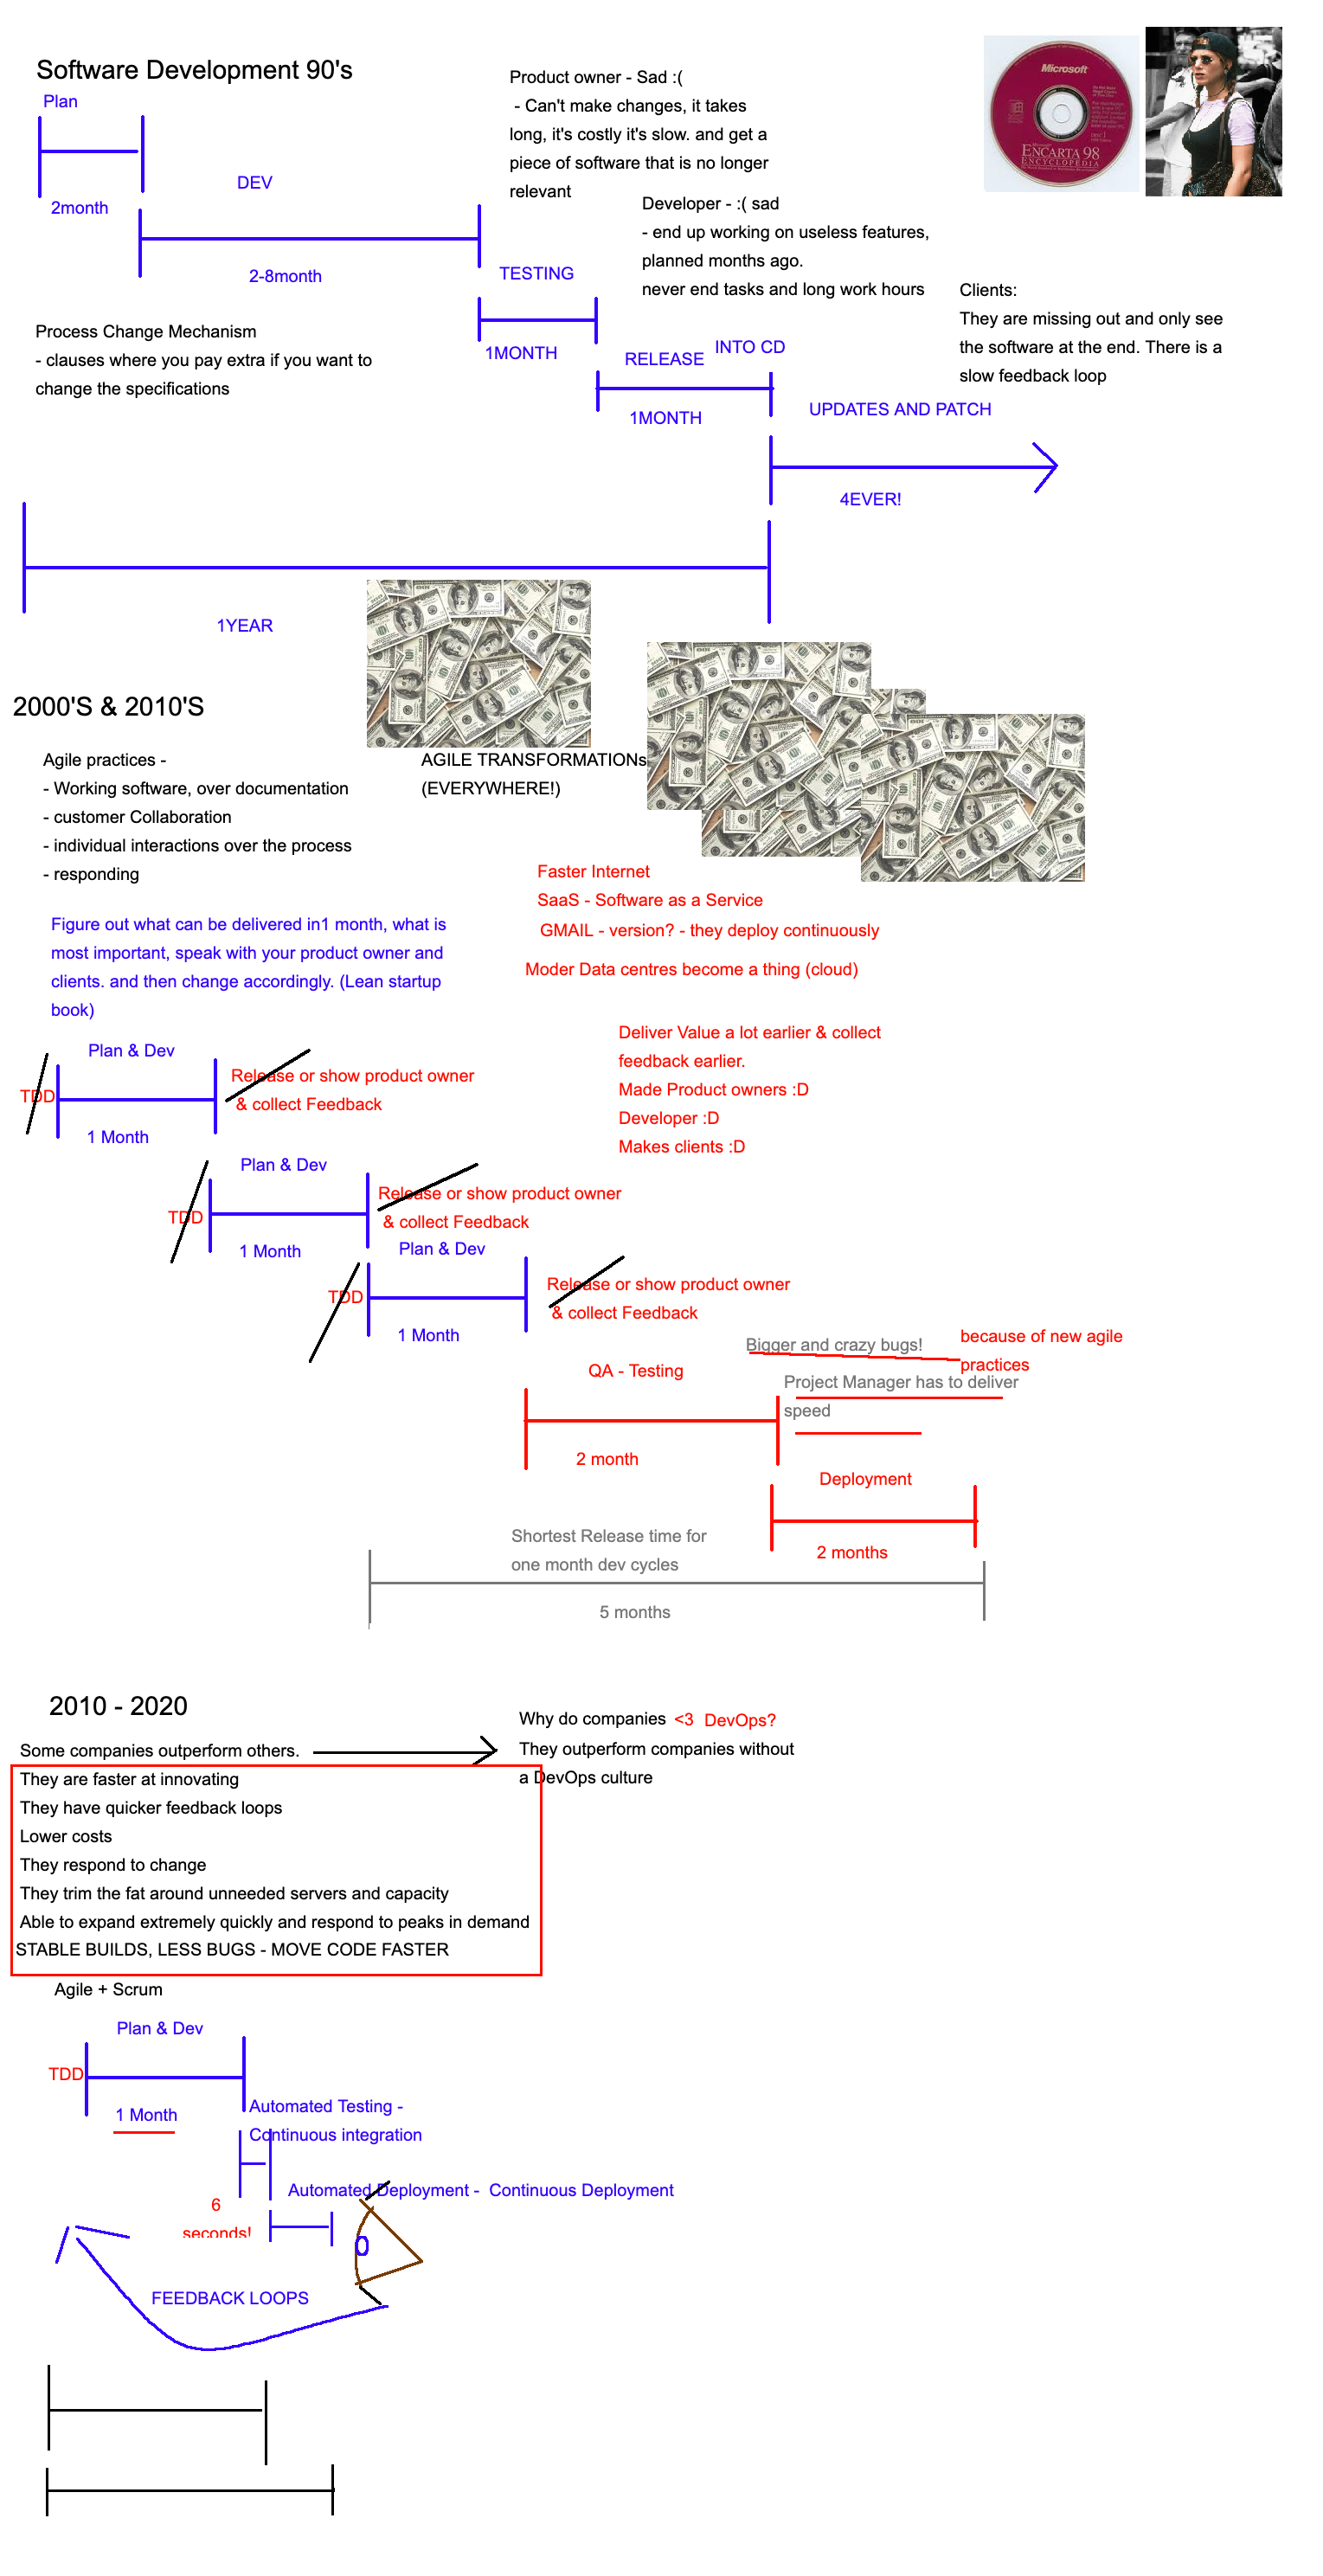 Software Development 90's
Plan
2month
DEV
2-8month
Product owner - Sad :(
- Can't make changes, it takes
long, it's costly it's slow. and get a
piece of software that is no longer
relevant
Microsoft
ENCARTA 98
ENCYCLOPEDIA
Developer - :( sad
- end up working on useless features,
planned months ago.
never end tasks and long work hours
TESTING
1MONTH
Clients:
They are missing out and only see
the software at the end. There is a
slow feedback loop
Process Change Mechanism
- clauses where you pay extra if you want to
change the specifications
RELEASE
INTO CD
1MONTH
UPDATES AND PATCH
4EVER!
1YEAR
2000'S & 2010'S
Agile practices -
- Working software, over documentation
- customer Collaboration
- individual interactions over the process
- responding
AGILE TRANSFORMATIONs
(EVERYWHERE!)
Faster Internet
SaaS - Software as a Service
GMAIL - version? - they deploy continuously
Moder Data centres become a thing (cloud)
Figure out what can be delivered in1 month, what is
most important, speak with your product owner and
clients. and then change accordingly. (Lean startup
book)
Deliver Value a lot earlier & collect
feedback earlier.
Made Product owners :D
Developer :D
Makes clients :D
Plan & Dev
TDD
1 Month
Release or show product owner
& collect Feedback
Plan & Dev
TDD
1 Month
Release or show product owner
& collect Feedback
Plan & Dev
TDD
1 Month
Release or show product owner
& collect Feedback
QA - Testing
2 month
Bigger and crazy bugs!
because of new agile
practices
Project Manager has to deliver
speed
Deployment
2 months
Shortest Release time for
one month dev cycles
5 months
2010 - 2020
Some companies outperform others.
They are faster at innovating
They have quicker feedback loops
Lower costs
They respond to change
They trim the fat around unneeded servers and capacity
Able to expand extremely quickly and respond to peaks in demand
STABLE BUILDS, LESS BUGS - MOVE CODE FASTER
Why do companies <3 DevOps?
They outperform companies without
a DevOps culture
Agile + Scrum
Plan & Dev
TDD
1 Month
Automated Testing -
Continuous integration
6
seconds!
Automated Deployment - Continuous Deployment
FEEDBACK LOOPS